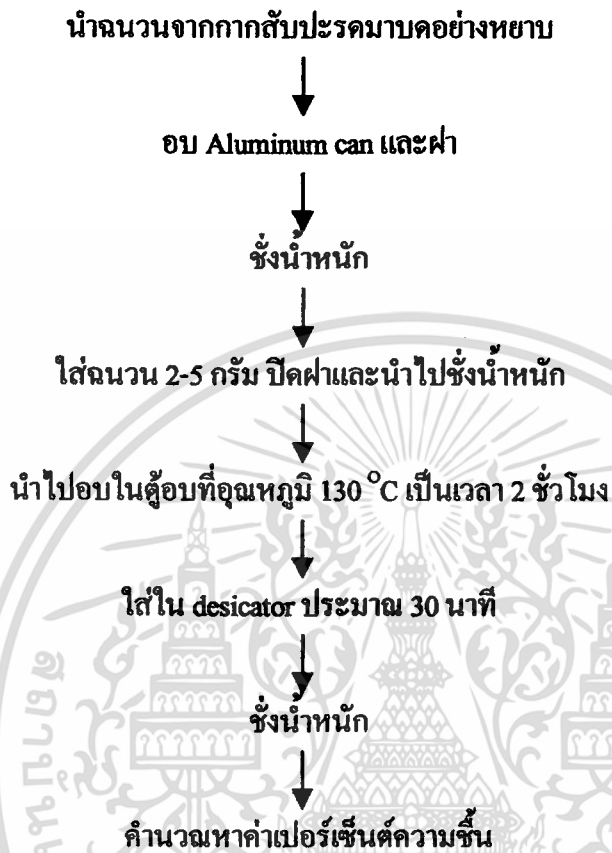 นำฉนวนจากกากสับปะรดมาบดอย่างหยาบ
อบ Aluminum can และฝา
ชั่งน้ำหนัก
ใส่ฉนวน 2-5 กรัม ปิดฝาและนำไปชั่งน้ำหนัก
นำไปอบในตู้อบที่อุณหภูมิ 130 °C เป็นเวลา 2 ชั่วโมง
ใส่ใน desicator ประมาณ 30 นาที
ชั่งน้ำหนัก
คำนวณหาค่าเปอร์เซ็นต์ความชื้น